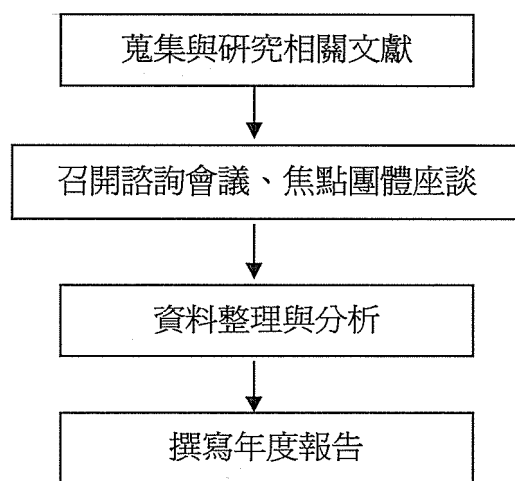 蒐集與研究相關文獻
召開諮詢會議、焦點團體座談
資料整理與分析
撰寫年度報告